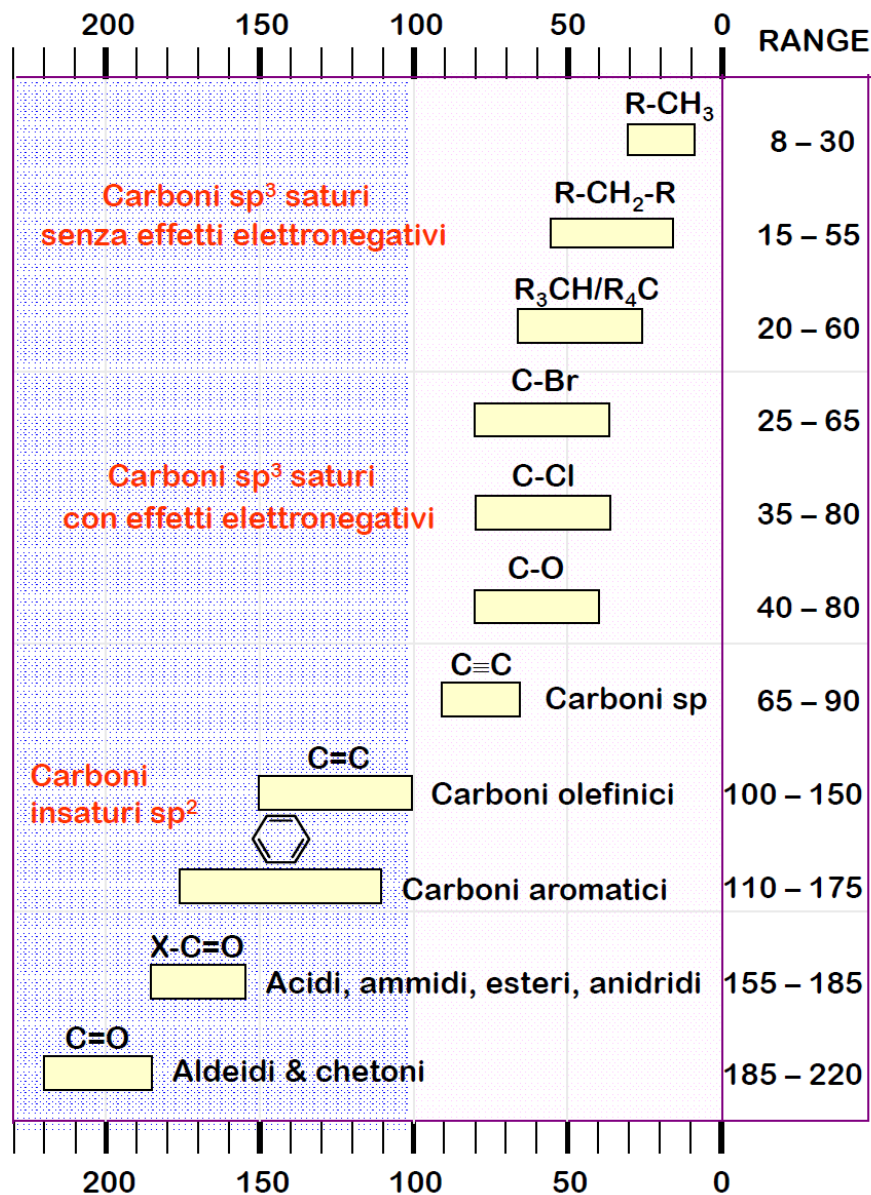 200 150 100 50 0 RANGE
R-CH₃
8 – 30
Carboni sp³ saturi
senza effetti elettronegativi
R-CH₂-R
15 – 55
R₃CH/R₄C
20 – 60
C-Br
25 – 65
Carboni sp³ saturi
con effetti elettronegativi
C-Cl
35 – 80
C-O
40 – 80
C≡C
Carboni sp 65 – 90
Carboni
insaturi sp²
C=C
Carboni olefinici 100 – 150
Carboni aromatici 110 – 175
X-C=O
Acidi, ammidi, esteri, anidridi 155 – 185
C=O
Aldeidi & chetoni 185 – 220
200 150 100 50 0